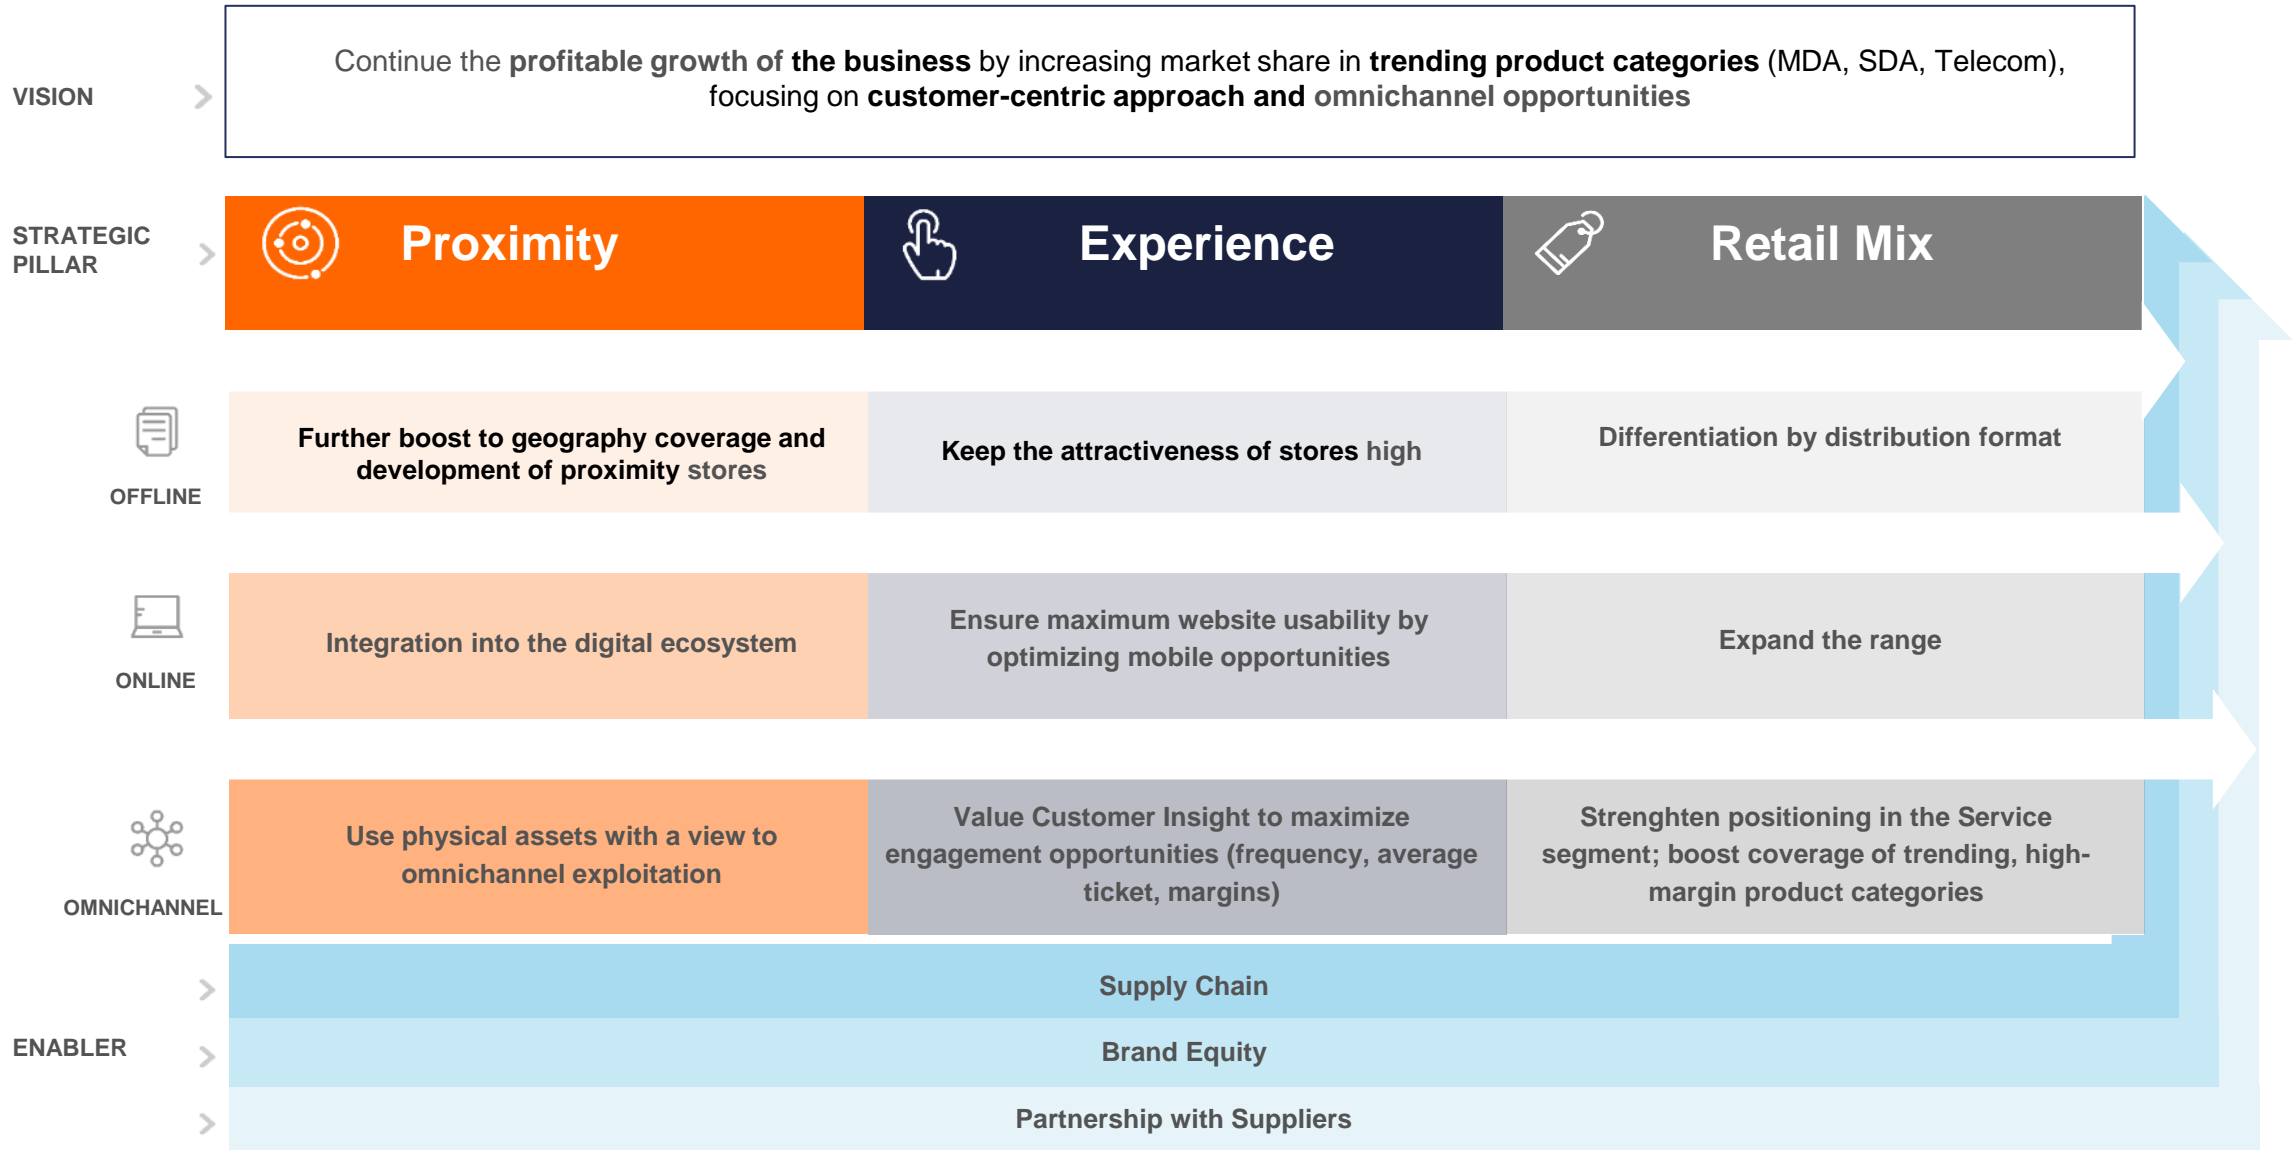 VISION
Continue the profitable growth of the business by increasing market share in trending product categories (MDA, SDA, Telecom),
focusing on customer-centric approach and omnichannel opportunities
STRATEGIC
PILLAR
Proximity
Experience
Retail Mix
OFFLINE
Further boost to geography coverage and
development of proximity stores
Keep the attractiveness of stores high
Differentiation by distribution format
ONLINE
Integration into the digital ecosystem
Ensure maximum website usability by
optimizing mobile opportunities
Expand the range
OMNICHANNEL
Use physical assets with a view to
omnichannel exploitation
Value Customer Insight to maximize
engagement opportunities (frequency, average
ticket, margins)
Strenghten positioning in the Service
segment; boost coverage of trending, high-
margin product categories
ENABLER
Supply Chain
Brand Equity
Partnership with Suppliers